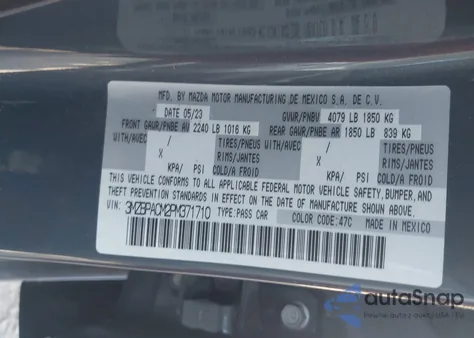 MFD. BY MAZDA MOTOR MANUFACTURING DE MEXICO S.A. DE C.V.
DATE 05/23 GVWR/PNBV 4079 LB 1850 KG
FRONT GAWR/PNBE AV 2240 LB 1016 KG REAR GAWR/PNBE AR 1850 LB 839 KG
WITH/AVEC / TIRES/PNEUS WITH/AVEC / TIRES/PNEUS
X RIMS/JANTES X RIMS/JANTES
KPA/ PSI COLD/A FROID KPA/ PSI COLD/A FROID
THIS VEHICLE CONFORMS TO ALL APPLICABLE FEDERAL MOTOR VEHICLE SAFETY, BUMPER, AND
THEFT PREVENTION STANDARDS IN EFFECT ON THE DATE OF MANUFACTURE SHOWN ABOVE.
VIN: 3MZBPACM2PM371710 TYPE:PASS CAR COLOR CODE:47C MADE IN MEXICO
autoSnap